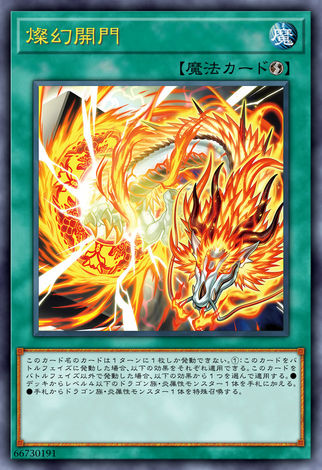 燦幻開門
魔
【魔法カード】
このカード名のカードは1ターンに1枚しか発動できない。①:このカードをバ
トルフェイズに発動した場合、以下の効果をそれぞれ適用できる。このカードを
バトルフェイズ以外で発動した場合、以下の効果から1つを選んで適用する。●
デッキからレベル4以下のドラゴン族・炎属性モンスター1体を手札に加える。
●手札からドラゴン族・炎属性モンスター1体を特殊召喚する。
66730191